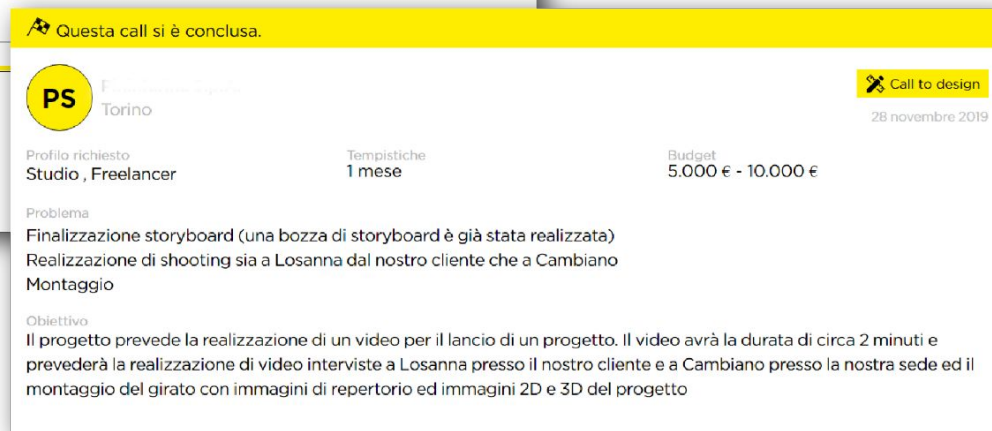 Questa call si è conclusa.
PS
Torino
Call to design
28 novembre 2019
Profilo richiesto
Studio , Freelancer
Tempistiche
1 mese
Budget
5.000 € - 10.000 €
Problema
Finalizzazione storyboard (una bozza di storyboard è già stata realizzata)
Realizzazione di shooting sia a Losanna dal nostro cliente che a Cambiano
Montaggio
Obiettivo
Il progetto prevede la realizzazione di un video per il lancio di un progetto. Il video avrà la durata di circa 2 minuti e
prevederà la realizzazione di video interviste a Losanna presso il nostro cliente e a Cambiano presso la nostra sede ed il
montaggio del girato con immagini di repertorio ed immagini 2D e 3D del progetto